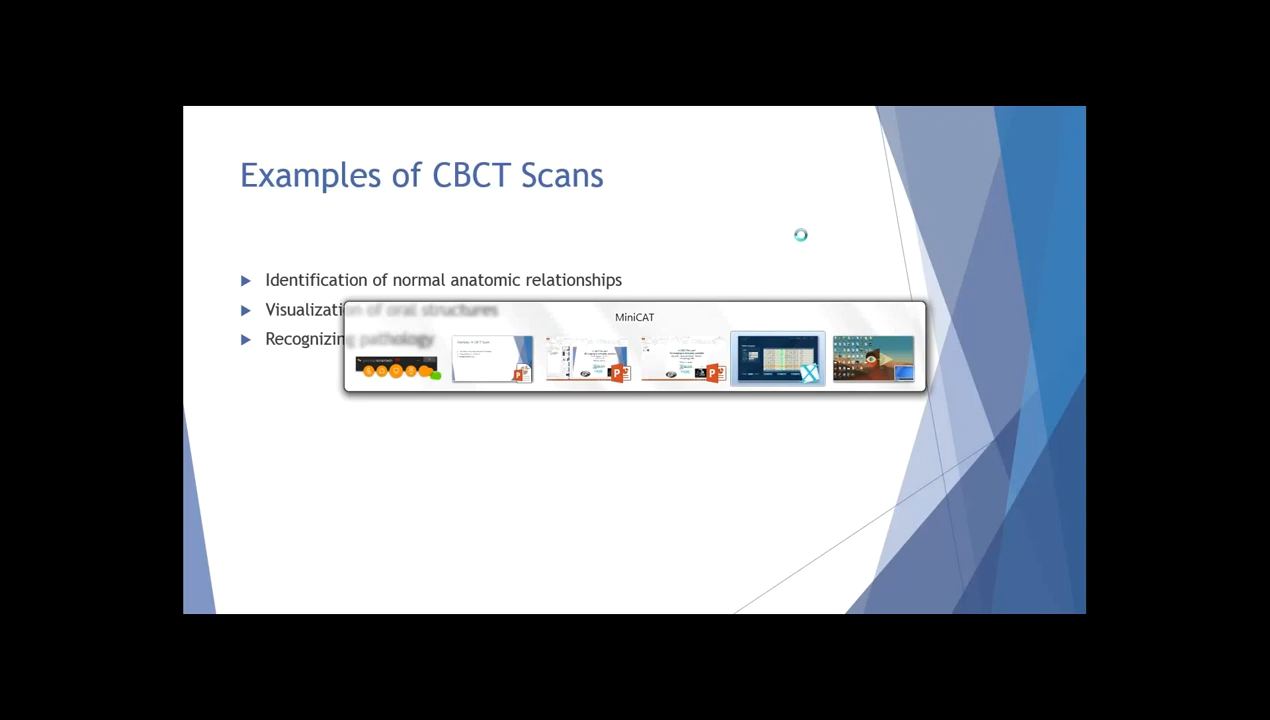 Examples of CBCT Scans
Identification of normal anatomic relationships
Visualization of oral structures
Recognizing pathology
MiniCAT